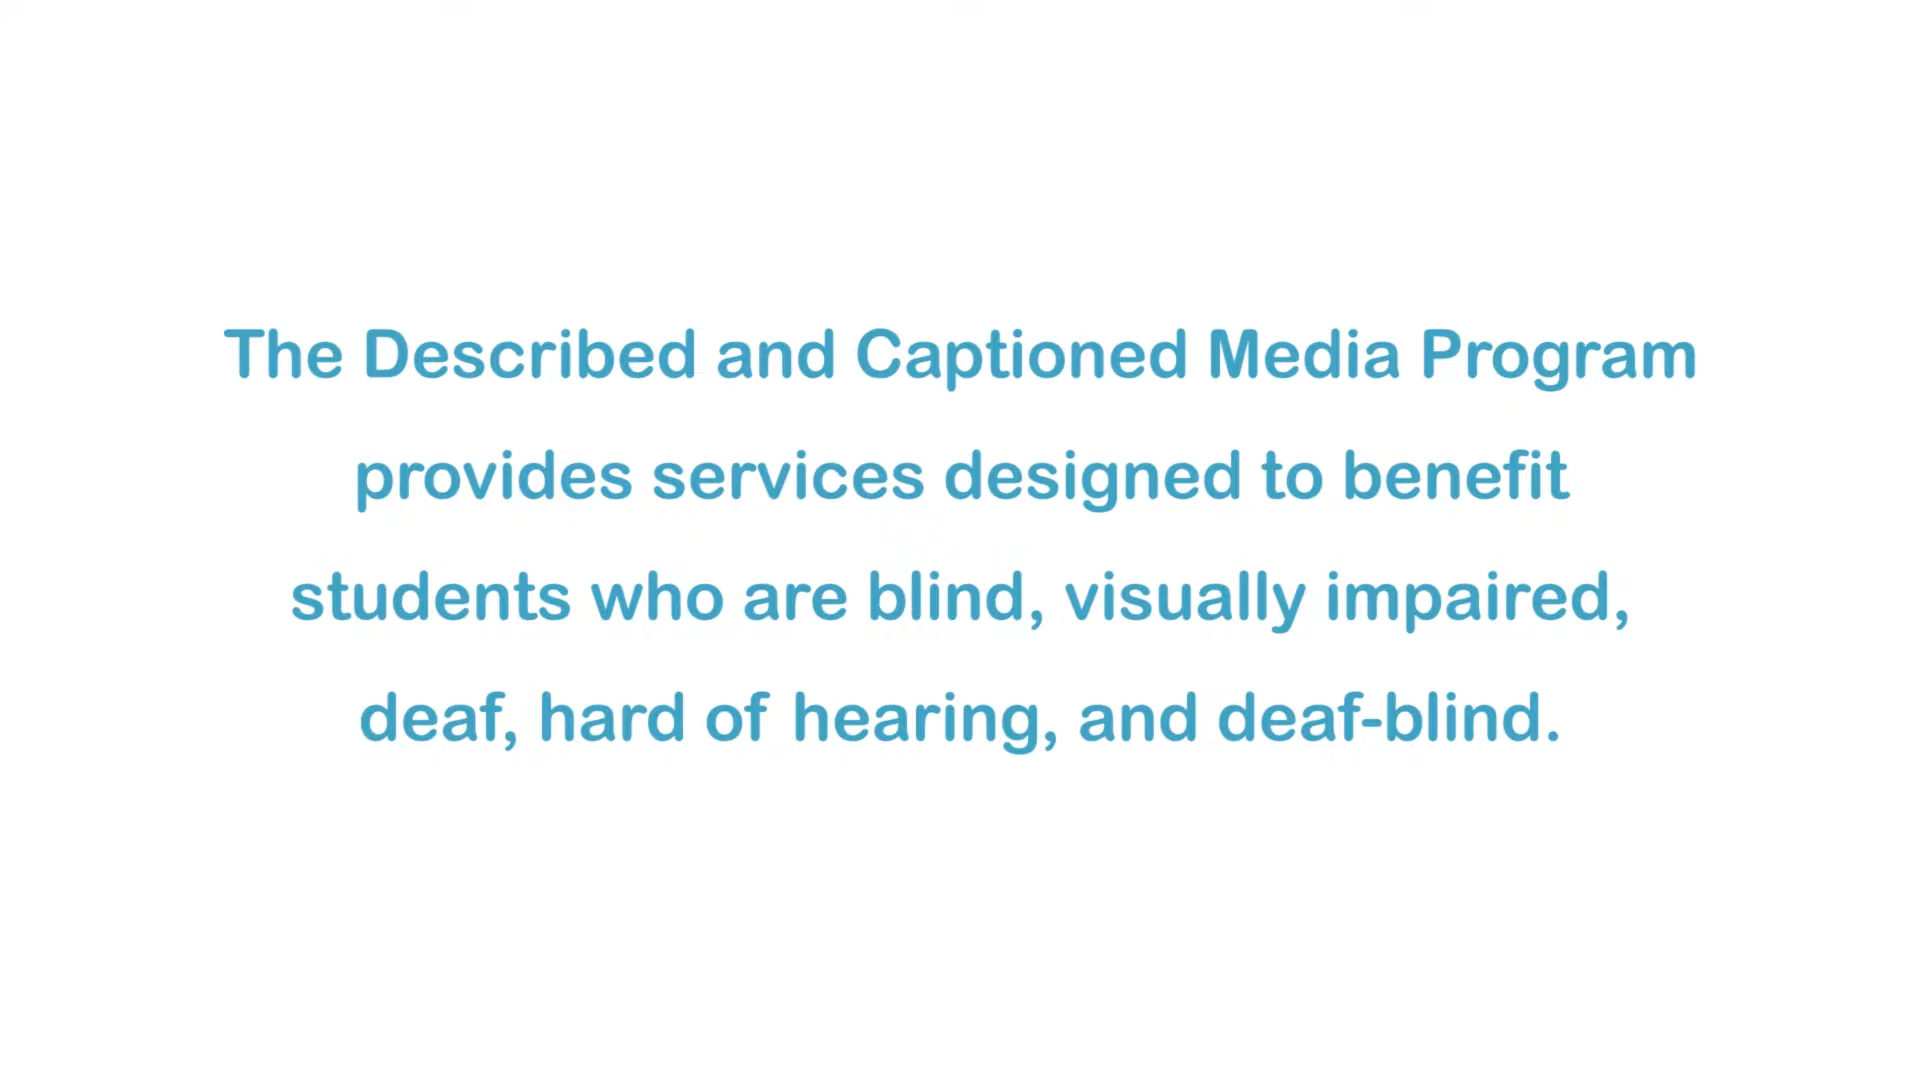 The Described and Captioned Media Program
provides services designed to benefit
students who are blind, visually impaired,
deaf, hard of hearing, and deaf-blind.